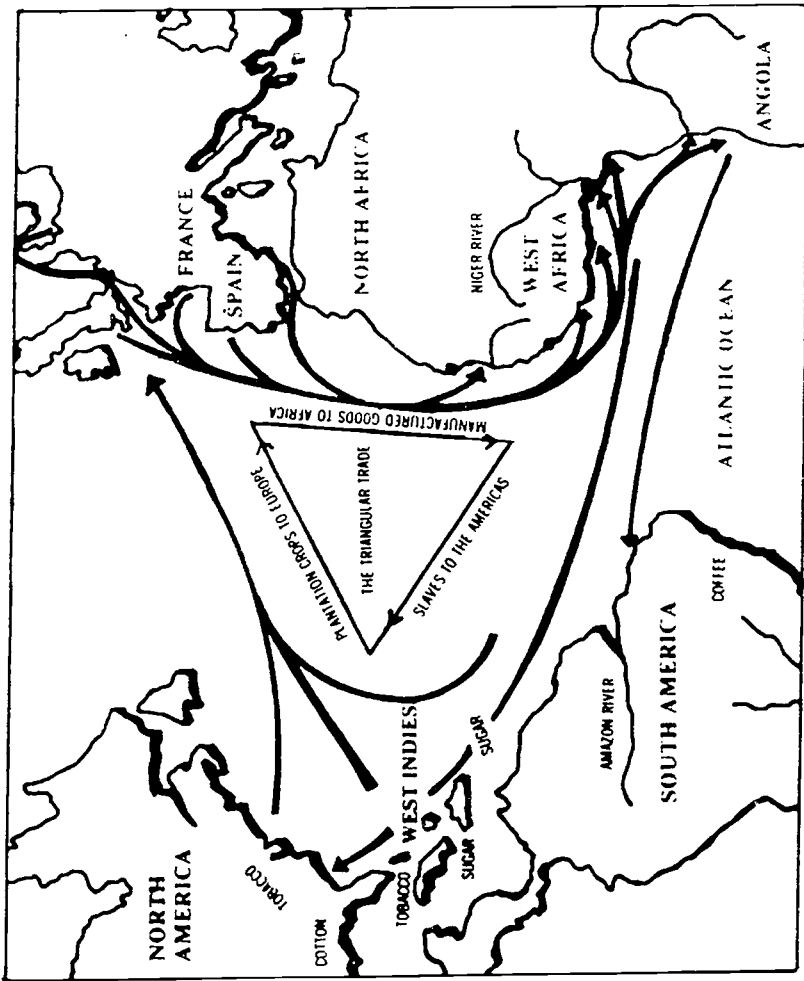 NORTH
AMERICA
TOBACCO
COTTON
TOBACCO
SUGAR
WEST INDIES
SUGAR
PLANTATION CROPS TO EUROPE
THE TRIANGULAR TRADE
SLAVES TO THE AMERICAS
MANUFACTURED GOODS TO AFRICA
FRANCE
SPAIN
NORTH AFRICA
NIGER RIVER
WEST
AFRICA
ANGOLA
ATLANTIC OCEAN
AMAZON RIVER
SOUTH AMERICA
COFFEE